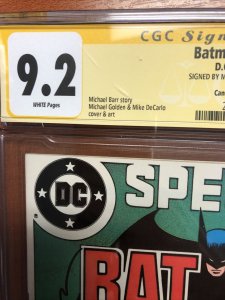 CGC Sign
9.2
WHITE Pages
Batm
D.
SIGNED BY M
Michael Barr story
Michael Golden & Mike DeCarlo
cover & art
Can
DC
SPE
BAT